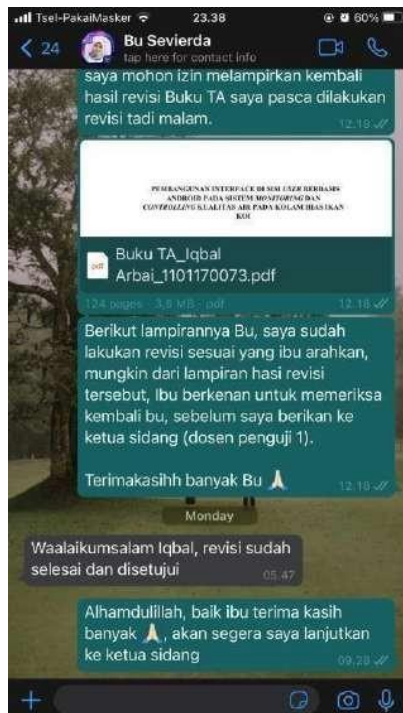 Tsel-PakaiMasker 23.38 60%
24 Bu Sevierda
tap here for contact info
saya mohon izin melampirkan kembali
hasil revisi Buku TA saya pasca dilakukan
revisi tadi malam.
12.18
PEMBANGUNAN INTERFACE DI SISI USER BERBASIS
ANDROID PADA SISTEM MONITORING DAN
CONTROLLING KUALITAS AIR PADA KOLAM HIAS IKAN
KOI
pdf
Buku TA_Iqbal
Arbai_1101170073.pdf
124 pages · 3,8 MB · pdf 12.18
Berikut lampirannya Bu, saya sudah
lakukan revisi sesuai yang ibu arahkan,
mungkin dari lampiran hasi revisi
tersebut, Ibu berkenan untuk memeriksa
kembali bu, sebelum saya berikan ke
ketua sidang (dosen penguji 1).
Terimakasihh banyak Bu 🙏
12.18
Monday
Waalaikumsalam Iqbal, revisi sudah
selesai dan disetujui
05.47
Alhamdulillah, baik ibu terima kasih
banyak 🙏, akan segera saya lanjutkan
ke ketua sidang
09.28